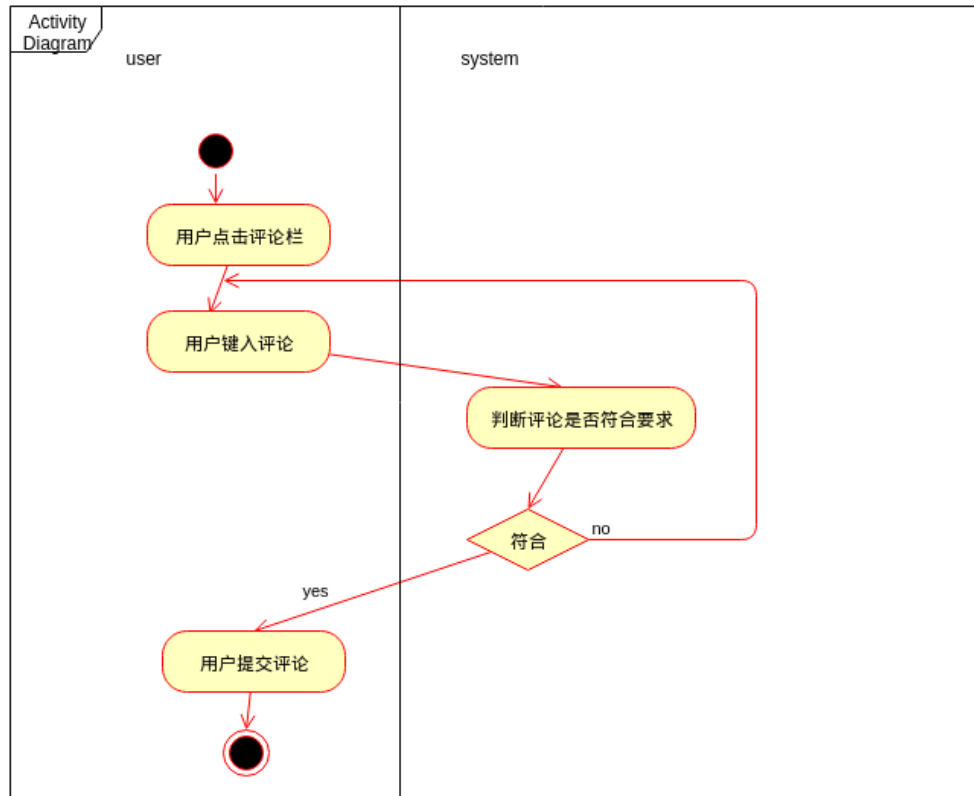 Activity
Diagram
user
system
用户点击评论栏
用户键入评论
判断评论是否符合要求
符合
no
yes
用户提交评论